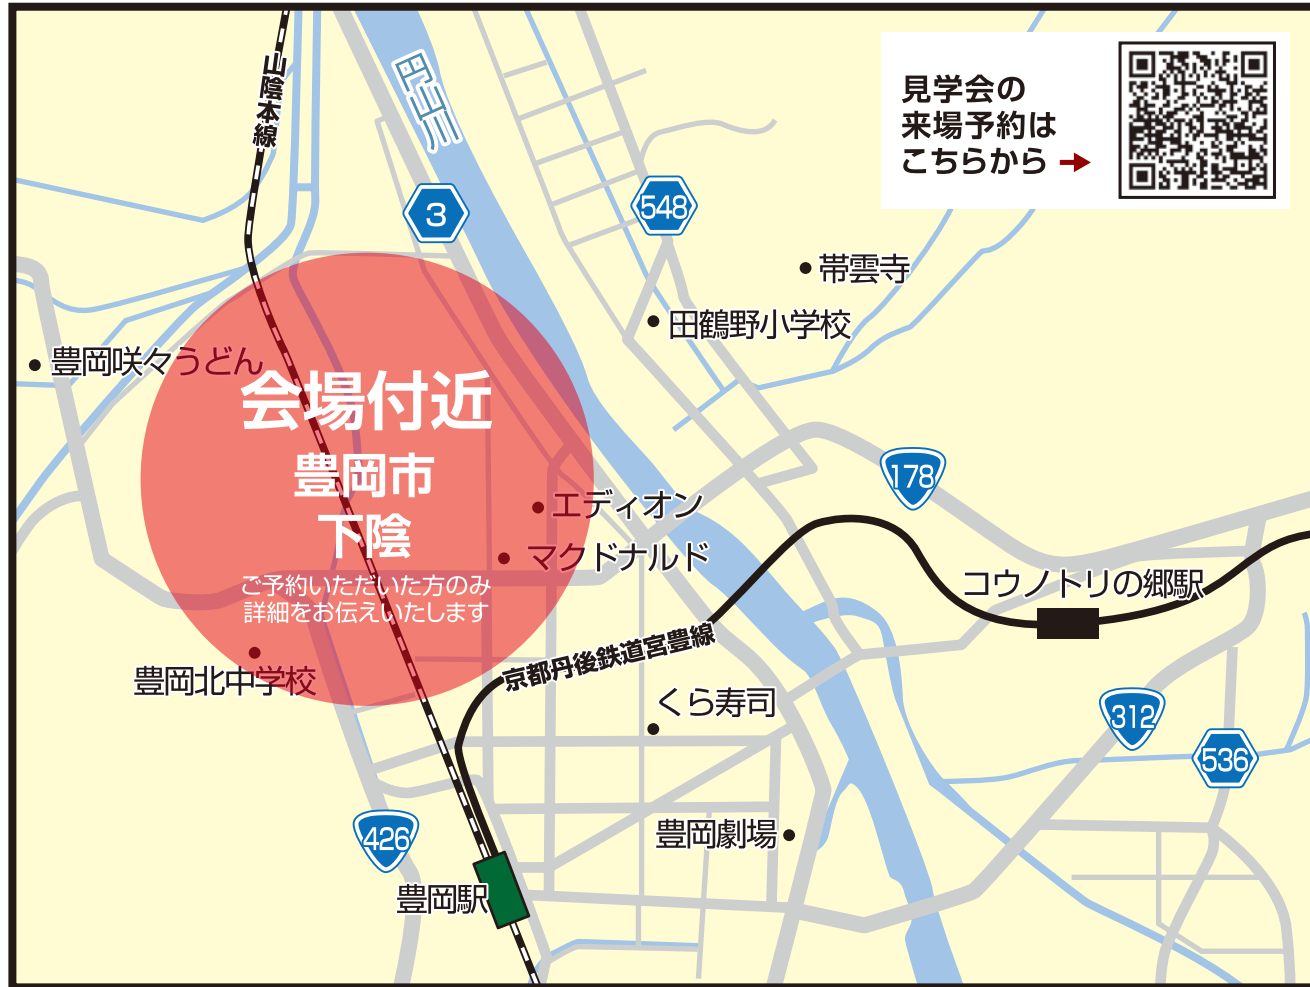 山陰本線
円山川
見学会の
来場予約は
こちらから
3
548
帯雲寺
田鶴野小学校
豊岡咲々うどん
会場付近
豊岡市
下陰
ご予約いただいた方のみ
詳細をお伝えいたします
178
エディオン
マクドナルド
コウノトリの郷駅
京都丹後鉄道宮豊線
豊岡北中学校
くら寿司
312
536
426
豊岡劇場
豊岡駅